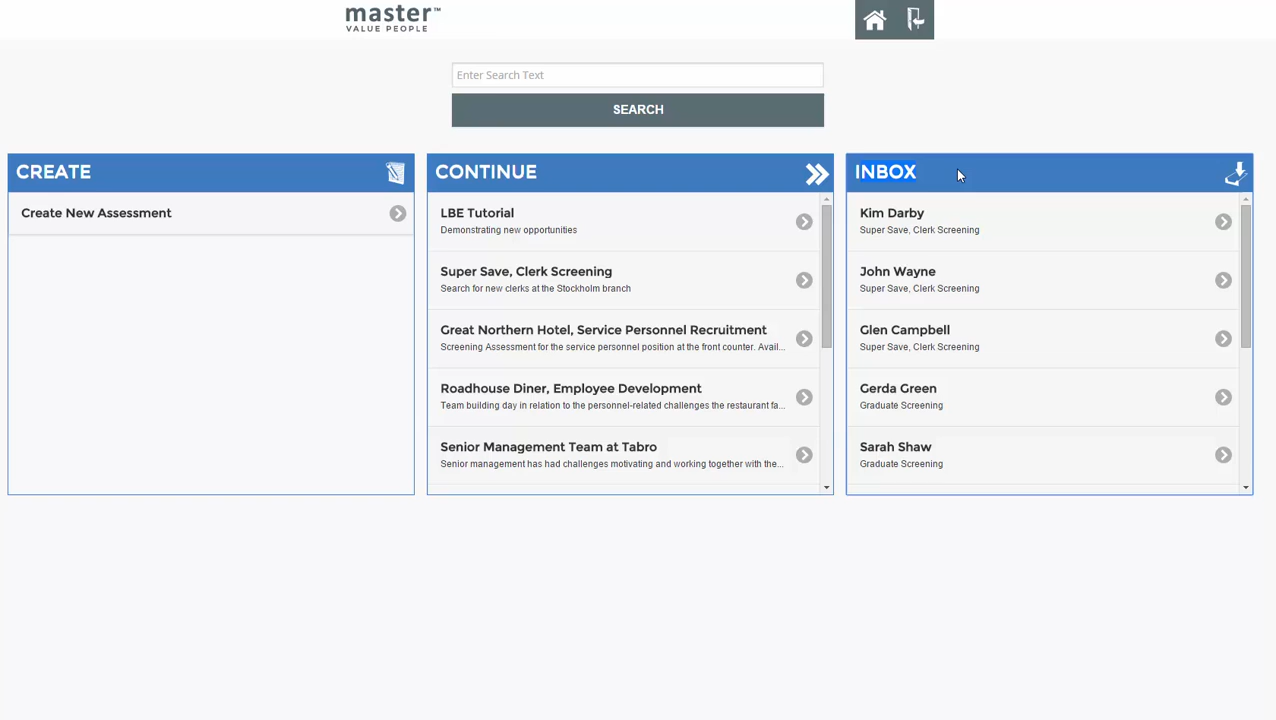 master™
VALUE PEOPLE
Enter Search Text
SEARCH
CREATE
Create New Assessment
CONTINUE
LBE Tutorial
Demonstrating new opportunities
Super Save, Clerk Screening
Search for new clerks at the Stockholm branch
Great Northern Hotel, Service Personnel Recruitment
Screening Assessment for the service personnel position at the front counter. Avail...
Roadhouse Diner, Employee Development
Team building day in relation to the personnel-related challenges the restaurant fa...
Senior Management Team at Tabro
Senior management has had challenges motivating and working together with the...
INBOX
Kim Darby
Super Save, Clerk Screening
John Wayne
Super Save, Clerk Screening
Glen Campbell
Super Save, Clerk Screening
Gerda Green
Graduate Screening
Sarah Shaw
Graduate Screening